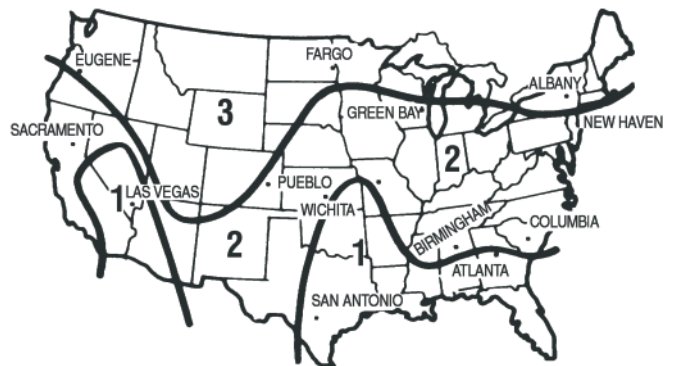 FARGO
EUGENE
ALBANY
3
GREEN BAY
NEW HAVEN
SACRAMENTO
2
PUEBLO
1
LAS VEGAS
WICHITA
BIRMINGHAM
COLUMBIA
2
1
ATLANTA
SAN ANTONIO